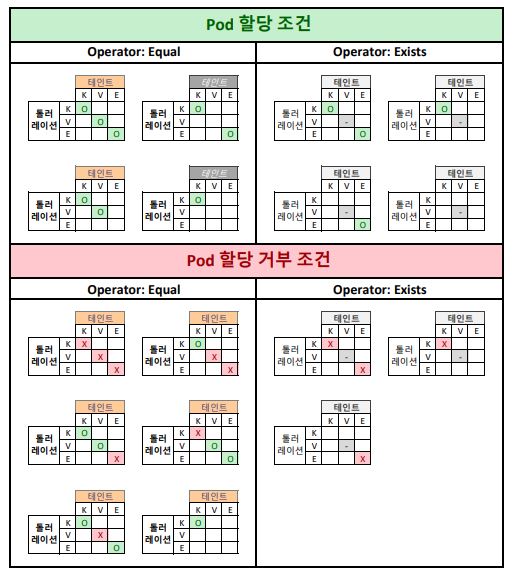 Pod 할당 조건
Operator: Equal
Operator: Exists
테인트
K V E
톨러
레이션
K O
V O
E O
테인트
K V E
톨러
레이션
K O
V
E O
테인트
K V E
톨러
레이션
K O
V -
E O
테인트
K V E
톨러
레이션
K O
V -
E
테인트
K V E
톨러
레이션
K O
V O
E
테인트
K V E
톨러
레이션
K O
V
E
테인트
K V E
톨러
레이션
K
V -
E O
테인트
K V E
톨러
레이션
K
V -
E
Pod 할당 거부 조건
Operator: Equal
Operator: Exists
테인트
K V E
톨러
레이션
K X
V X
E X
테인트
K V E
톨러
레이션
K O
V X
E X
테인트
K V E
톨러
레이션
K X
V -
E X
테인트
K V E
톨러
레이션
K X
V -
E
테인트
K V E
톨러
레이션
K O
V O
E X
테인트
K V E
톨러
레이션
K X
V O
E O
테인트
K V E
톨러
레이션
K
V -
E X
테인트
K V E
톨러
레이션
K O
V X
E O
테인트
K V E
톨러
레이션
K O
V
E